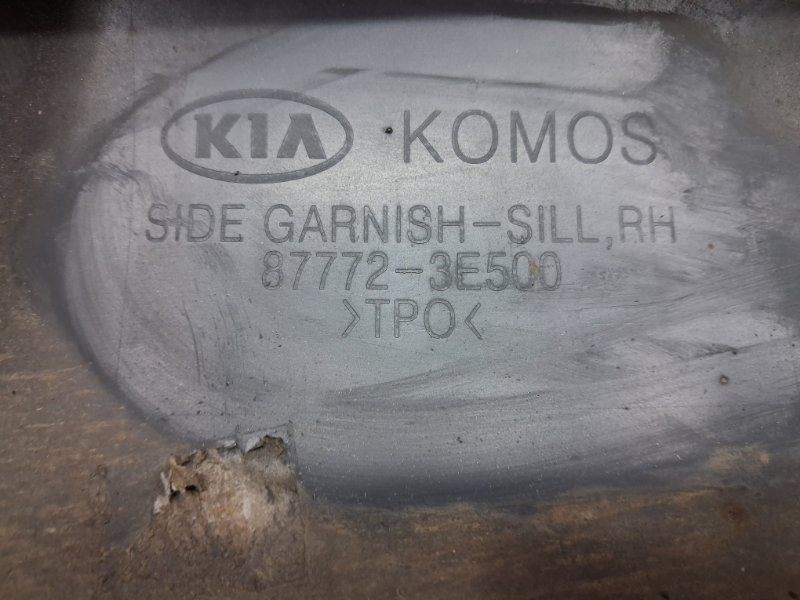 KIA KOMOS
SIDE GARNISH-SILL,RH
87772-3E500
>TPO<